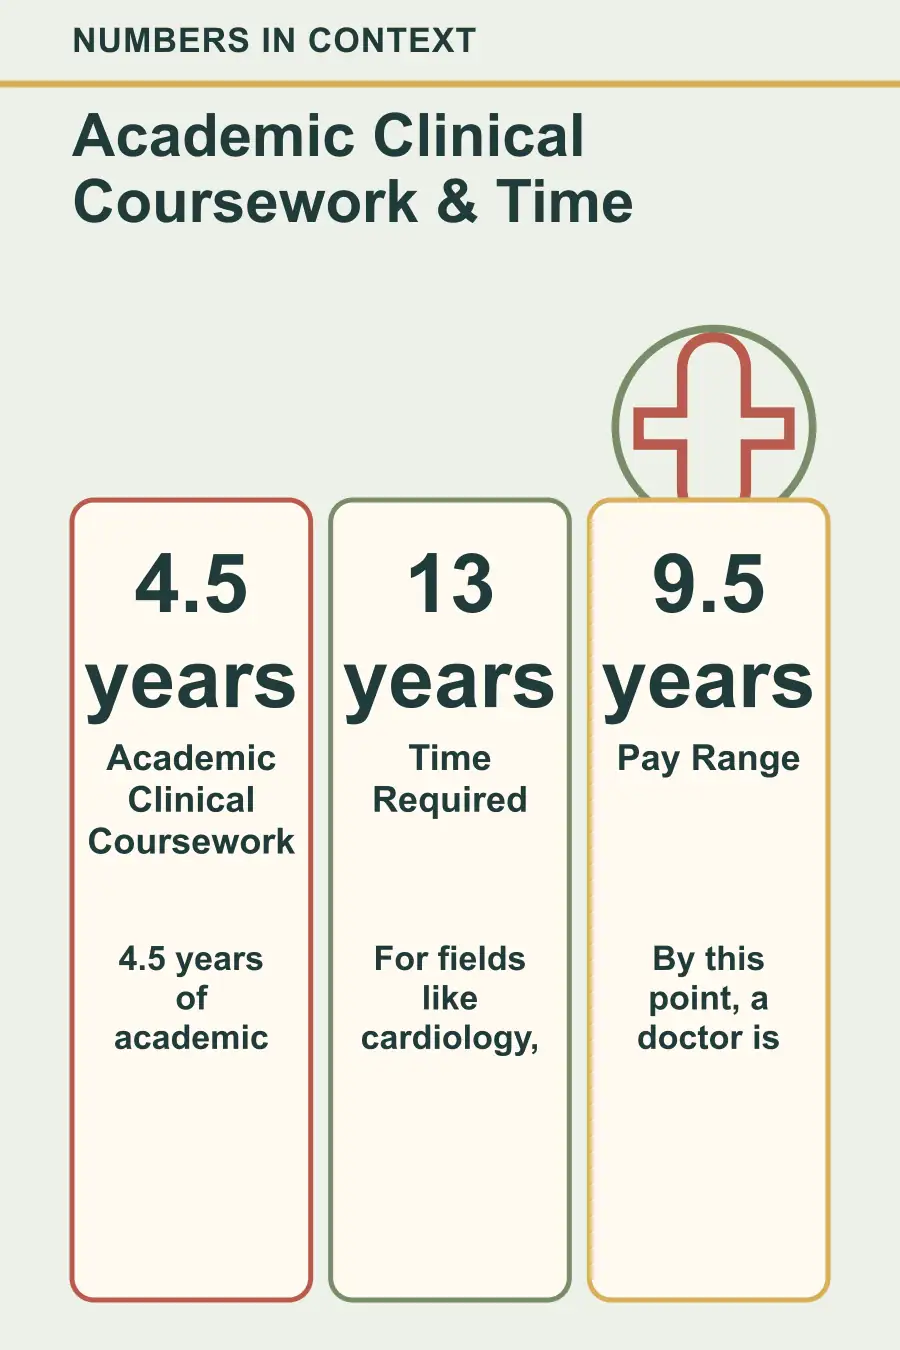 NUMBERS IN CONTEXT
Academic Clinical
Coursework & Time
4.5
years
Academic
Clinical
Coursework
4.5 years
of
academic
13
years
Time
Required
For fields
like
cardiology,
9.5
years
Pay Range
By this
point, a
doctor is